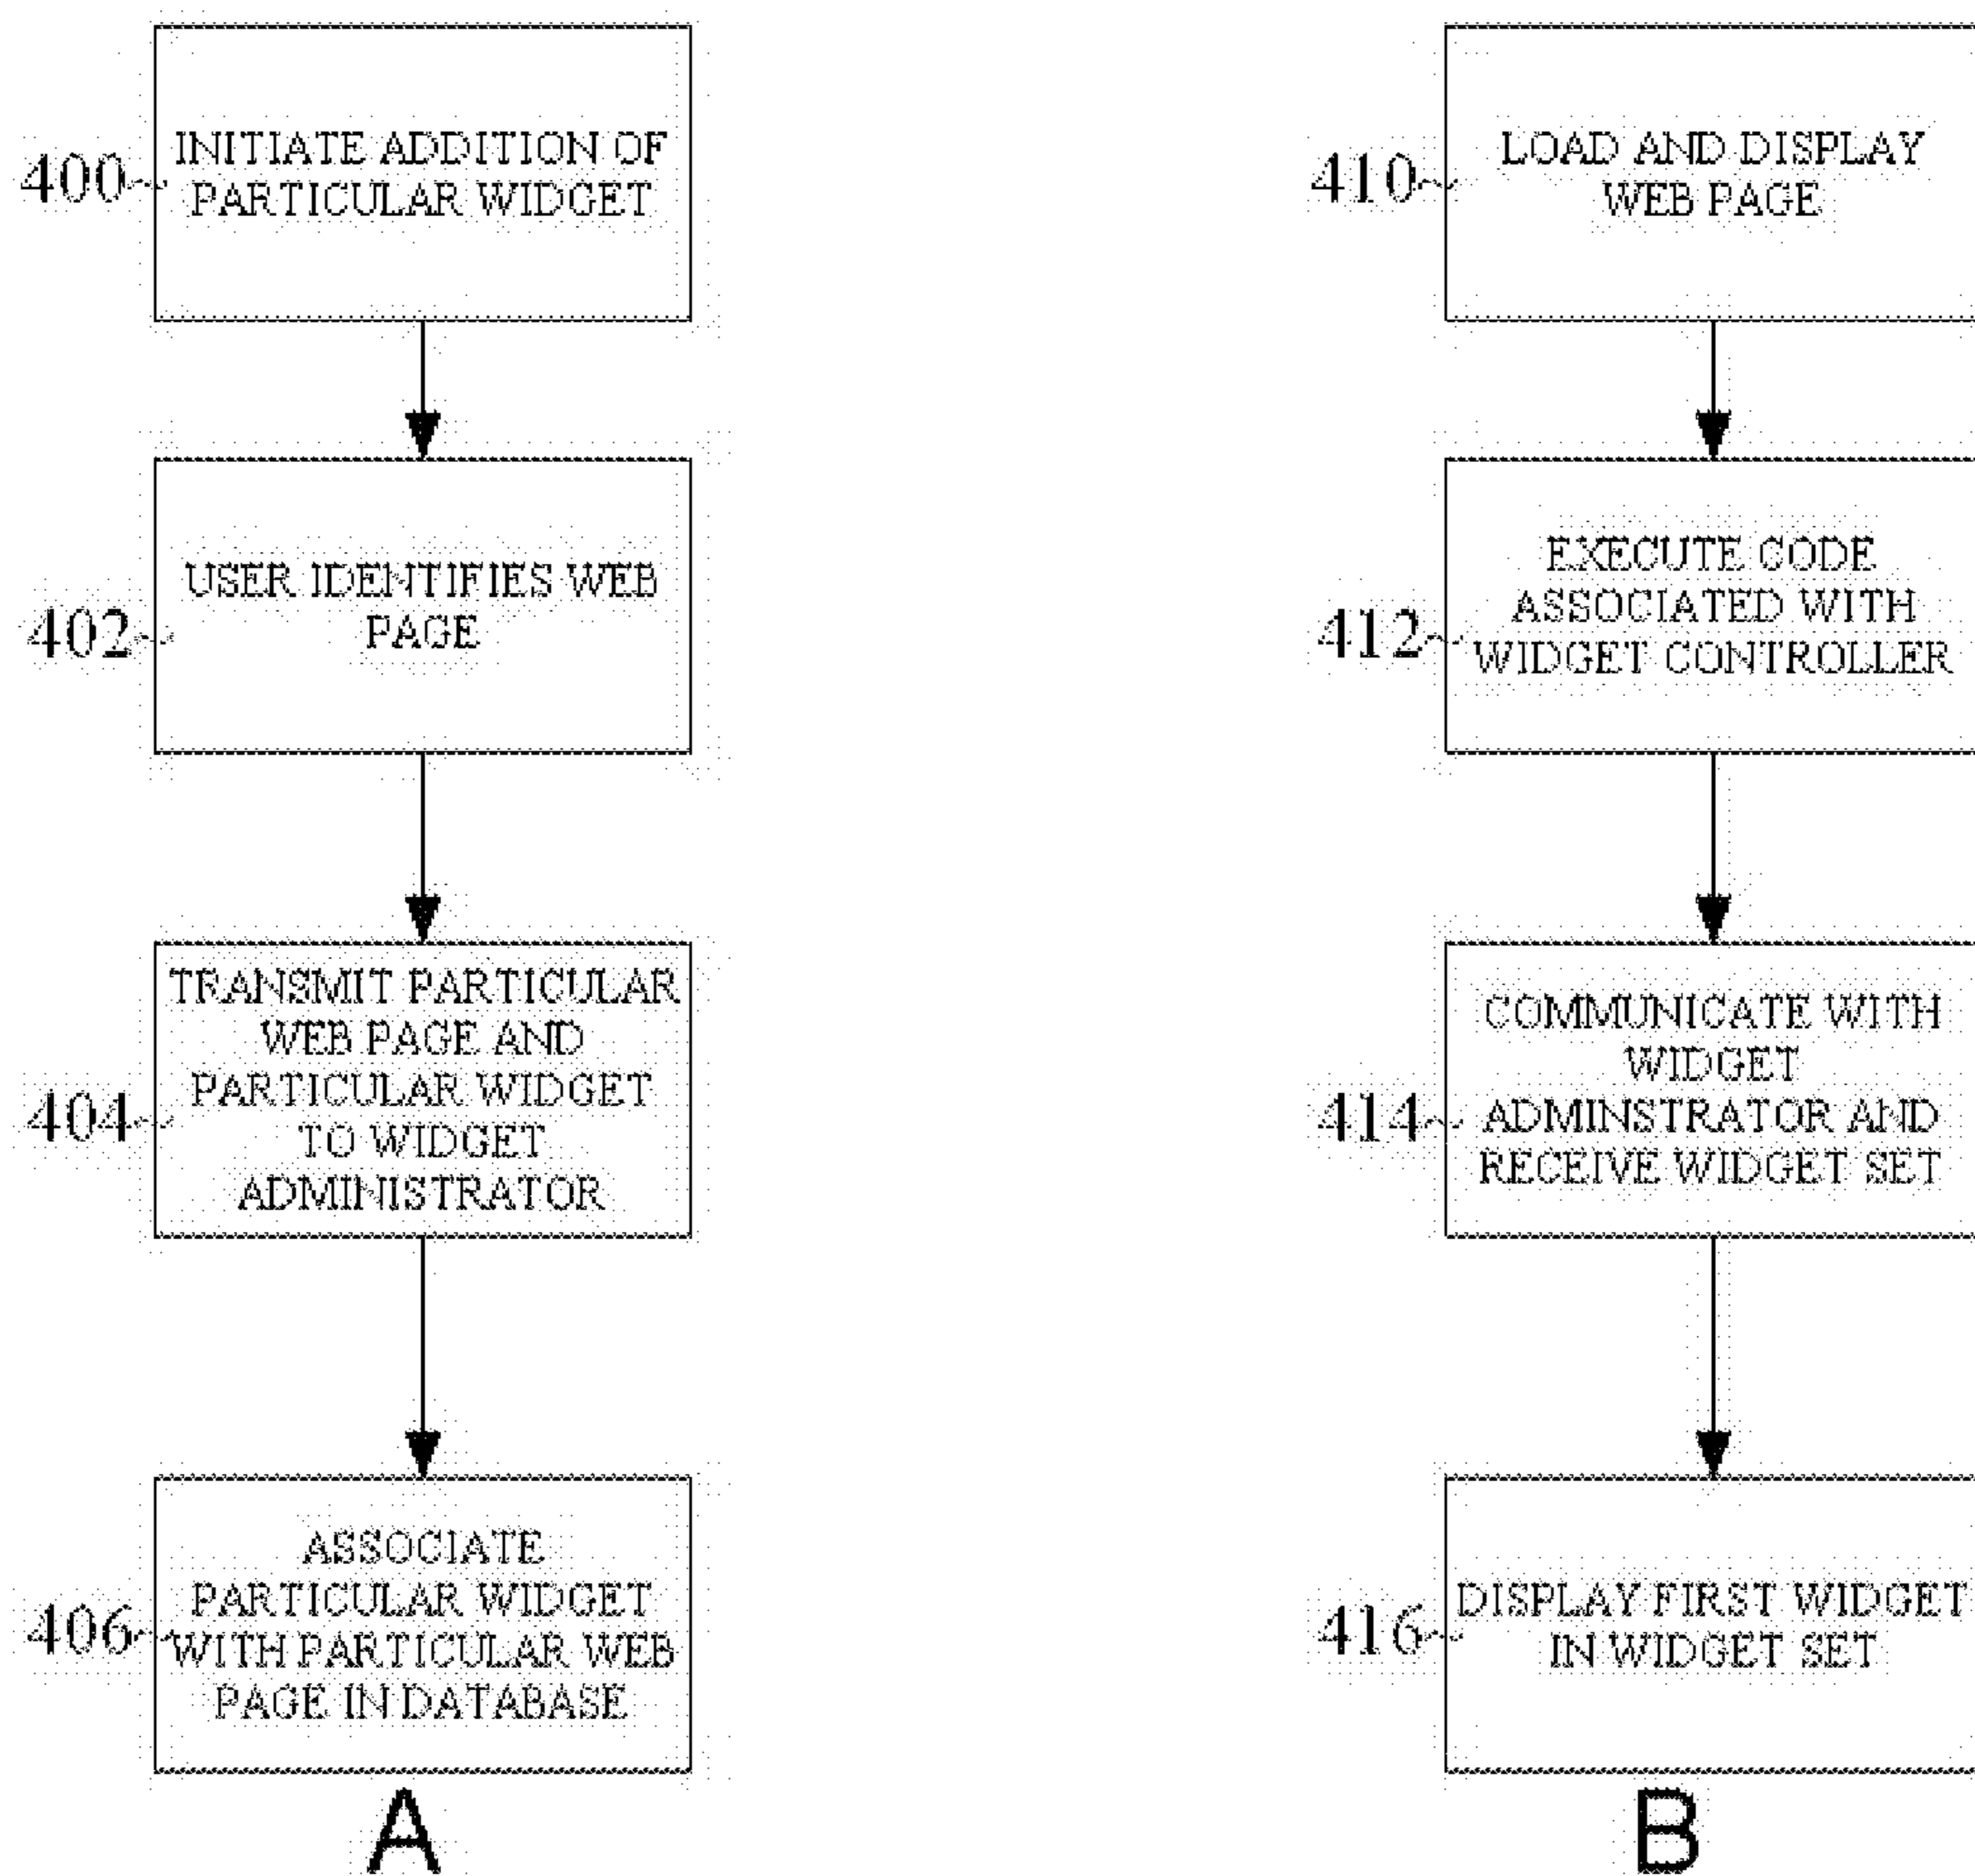 400
INITIATE ADDITION OF
PARTICULAR WIDGET
402
USER IDENTIFIES WEB
PAGE
404
TRANSMIT PARTICULAR
WEB PAGE AND
PARTICULAR WIDGET
TO WIDGET
ADMINISTRATOR
406
ASSOCIATE
PARTICULAR WIDGET
WITH PARTICULAR WEB
PAGE IN DATABASE
A
410
LOAD AND DISPLAY
WEB PAGE
412
EXECUTE CODE
ASSOCIATED WITH
WIDGET CONTROLLER
414
COMMUNICATE WITH
WIDGET
ADMINSTRATOR AND
RECEIVE WIDGET SET
416
DISPLAY FIRST WIDGET
IN WIDGET SET
B